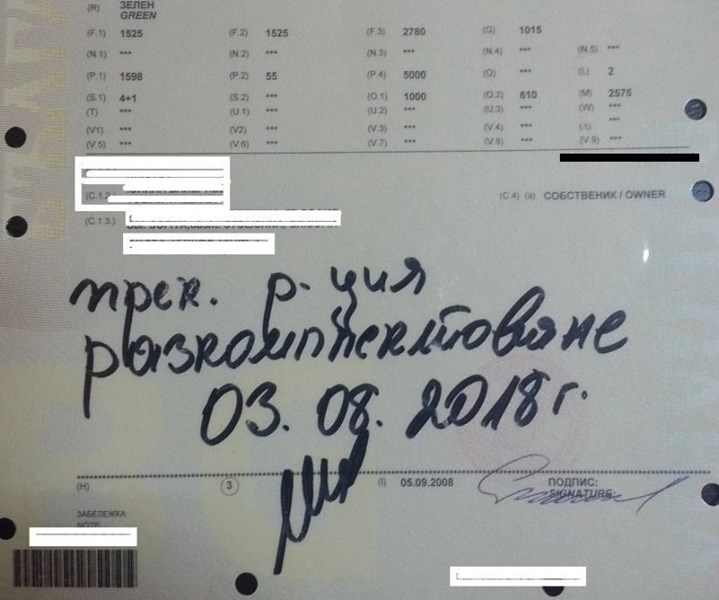 (R) ЗЕЛЕН
GREEN
(F.1) 1525 (F.2) 1525 (F.3) 2780 (G) 1015
(N.1) *** (N.2) *** (N.3) *** (N.4) *** (N.5) ***
(P.1) 1598 (P.2) 55 (P.4) 5000 (Q) *** (L) 2
(S.1) 4+1 (S.2) *** (O.1) 1000 (O.2) 610 (M) 2575
(T) *** (U.1) *** (U.2) *** (U.3) *** (W) ***
(V1) *** (V2) *** (V.3) *** (V.4) *** ***
(V.5) *** (V.6) *** (V.7) *** (V.8) *** (V.9) ***
(C.1.2) (C.4) (a) СОБСТВЕНИК / OWNER
(C.1.3.)
прек. р-ция
разкомплектоване
03.08.2018г.
(H) 3 (I) 05.09.2008 ПОДПИС:
SIGNATURE
ЗАБЕЛЕЖКА:
NOTE